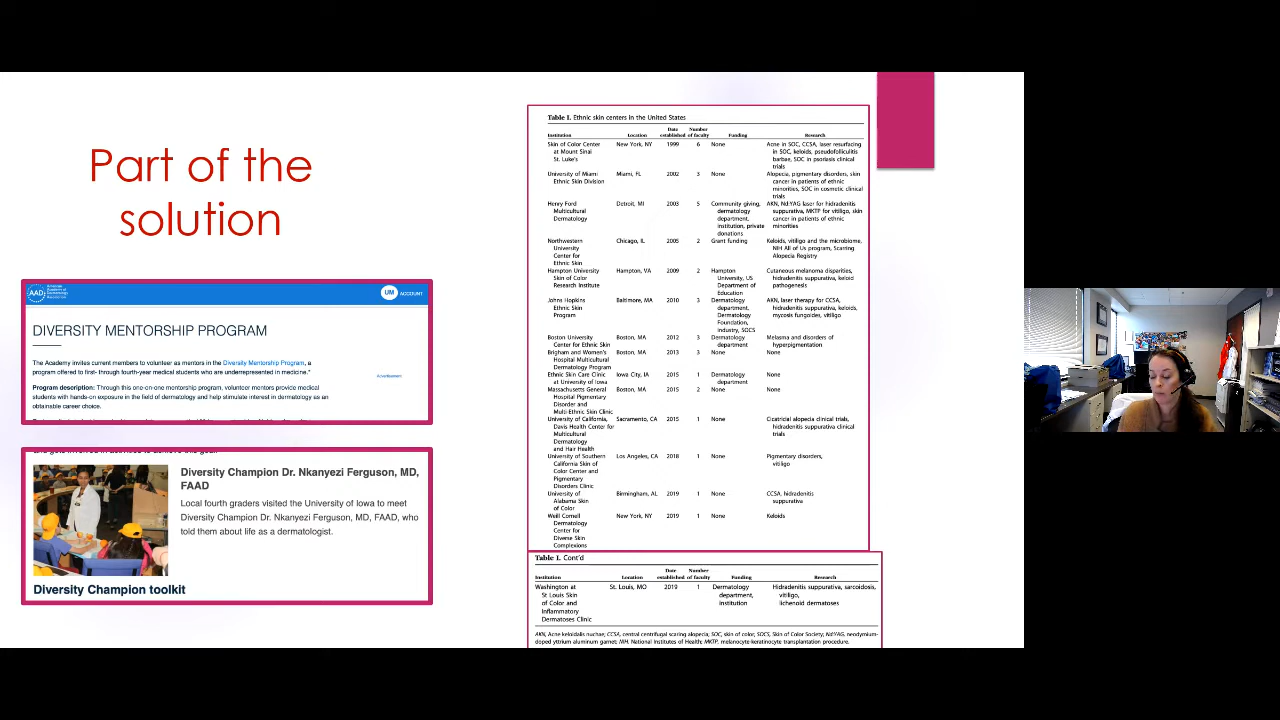 Part of the
solution
AAD
UM ACCOUNT
DIVERSITY MENTORSHIP PROGRAM
The Academy invites current members to volunteer as mentors in the Diversity Mentorship Program, a
program offered to first- through fourth-year medical students who are underrepresented in medicine.*
Advertisement
Program description: Through this one-on-one mentorship program, volunteer mentors provide medical
students with hands-on exposure in the field of dermatology and help stimulate interest in dermatology as an
obtainable career choice.
Diversity Champion Dr. Nkanyezi Ferguson, MD,
FAAD
Local fourth graders visited the University of Iowa to meet
Diversity Champion Dr. Nkanyezi Ferguson, MD, FAAD, who
told them about life as a dermatologist.
Diversity Champion toolkit
Table I. Ethnic skin centers in the United States
Date Number
Institution Location established of faculty Funding Research
Skin of Color Center New York, NY 1999 6 None Acne in SOC, CCSA, laser resurfacing
at Mount Sinai in SOC, keloids, pseudofolliculitis
St. Luke's barbae, SOC in psoriasis clinical
trials
University of Miami Miami, FL 2002 3 None Alopecia, pigmentary disorders, skin
Ethnic Skin Division cancer in patients of ethnic
minorities, SOC in cosmetic clinical
trials
Henry Ford Detroit, MI 2003 5 Community giving, AKN, Nd:YAG laser for hidradenitis
Multicultural dermatology suppurativa, MKTP for vitiligo, skin
Dermatology department, cancer in patients of ethnic
institution, private minorities
donations
Northwestern Chicago, IL 2005 2 Grant funding Keloids, vitiligo and the microbiome,
University NIH All of Us program, Scarring
Center for Alopecia Registry
Ethnic Skin
Hampton University Hampton, VA 2009 2 Hampton Cutaneous melanoma disparities,
Skin of Color University, US hidradenitis suppurativa, keloid
Research Institute Department of pathogenesis
Education
Johns Hopkins Baltimore, MA 2010 3 Dermatology AKN, laser therapy for CCSA,
Ethnic Skin department, hidradenitis suppurativa, keloids,
Program Dermatology mycosis fungoides, vitiligo
Foundation,
industry, SOCS
Boston University Boston, MA 2012 3 Dermatology Melasma and disorders of
Center for Ethnic Skin department hyperpigmentation
Brigham and Women's Boston, MA 2013 3 None None
Hospital Multicultural
Dermatology Program
Ethnic Skin Care Clinic Iowa City, IA 2015 1 Dermatology None
at University of Iowa department
Massachusetts General Boston, MA 2015 2 None None
Hospital Pigmentary
Disorder and
Multi-Ethnic Skin Clinic
University of California, Sacramento, CA 2015 1 None Cicatricial alopecia clinical trials,
Davis Health Center for hidradenitis suppurativa clinical
Multicultural trials
Dermatology
and Hair Health
University of Southern Los Angeles, CA 2018 1 None Pigmentary disorders,
California Skin of vitiligo
Color Center and
Pigmentary
Disorders Clinic
University of Birmingham, AL 2019 1 None CCSA, hidradenitis
Alabama Skin suppurativa
of Color
Weill Cornell New York, NY 2019 1 None Keloids
Dermatology
Center for
Diverse Skin
Complexions
Table I. Cont'd
Date Number
Institution Location established of faculty Funding Research
Washington at St. Louis, MO 2019 1 Dermatology Hidradenitis suppurativa, sarcoidosis,
St Louis Skin department, vitiligo,
of Color and institution lichenoid dermatoses
Inflammatory
Dermatoses Clinic
AKN, Acne keloidalis nuchae; CCSA, central centrifugal scaring alopecia; SOC, skin of color; SOCS, Skin of Color Society; Nd:YAG, neodymium-
doped yttrium aluminum garnet; NIH, National Institutes of Health; MKTP, melanocyte-keratinocyte transplantation procedure.